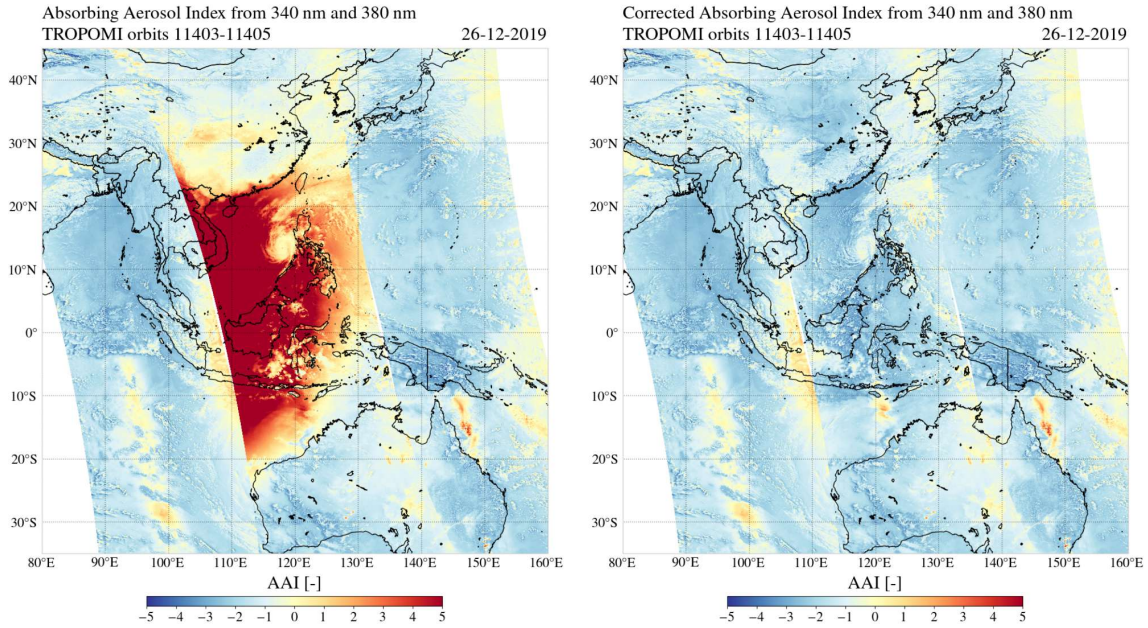 Absorbing Aerosol Index from 340 nm and 380 nm
TROPOMI orbits 11403-11405 26-12-2019
40°N
30°N
20°N
10°N
0°
10°S
20°S
30°S
80°E 90°E 100°E 110°E 120°E 130°E 140°E 150°E 160°E
AAI [-]
−5 −4 −3 −2 −1 0 1 2 3 4 5
Corrected Absorbing Aerosol Index from 340 nm and 380 nm
TROPOMI orbits 11403-11405 26-12-2019
40°N
30°N
20°N
10°N
0°
10°S
20°S
30°S
80°E 90°E 100°E 110°E 120°E 130°E 140°E 150°E 160°E
AAI [-]
−5 −4 −3 −2 −1 0 1 2 3 4 5